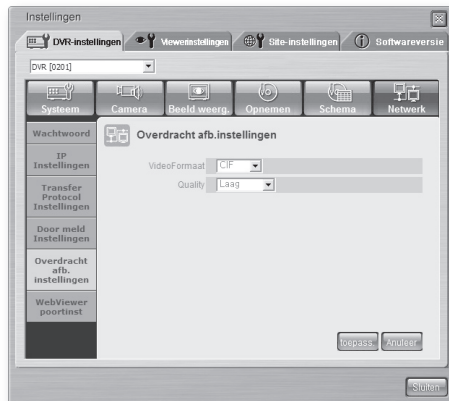 Instellingen
DVR-instellingen Viewerinstellingen Site-instellingen Softwareversie
DVR [0201]
Systeem Camera Beeld weerg. Opnemen Schema Netwerk
Wachtwoord
IP
Instellingen
Transfer
Protocol
Instellingen
Door meld
Instellingen
Overdracht
afb.
instellingen
WebViewer
poortinst
Overdracht afb.instellingen
VideoFormaat CIF
Quality Laag
toepass. Anuleer
Sluiten